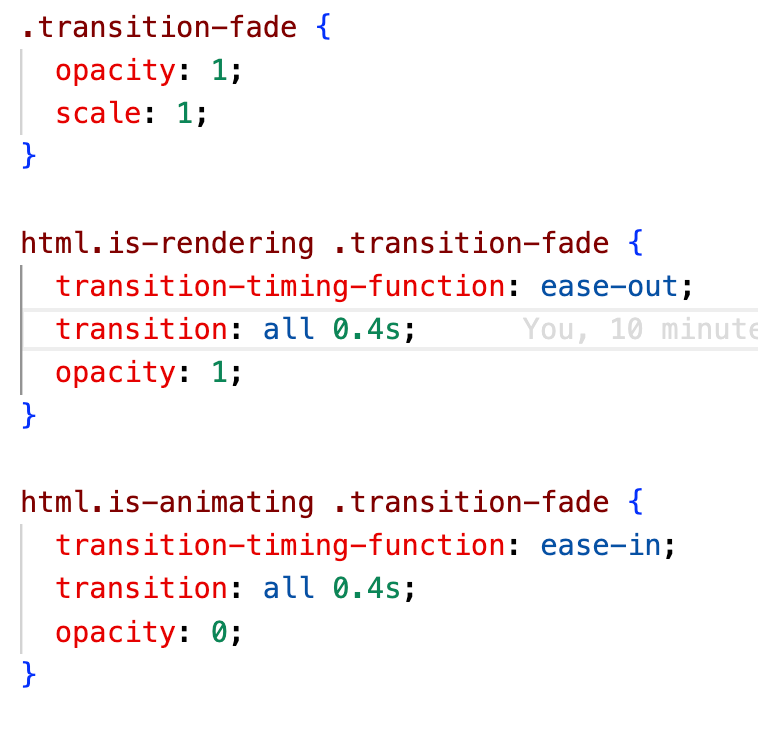 .transition-fade {
  opacity: 1;
  scale: 1;
}

html.is-rendering .transition-fade {
  transition-timing-function: ease-out;
  transition: all 0.4s;      You, 10 minute
  opacity: 1;
}

html.is-animating .transition-fade {
  transition-timing-function: ease-in;
  transition: all 0.4s;
  opacity: 0;
}